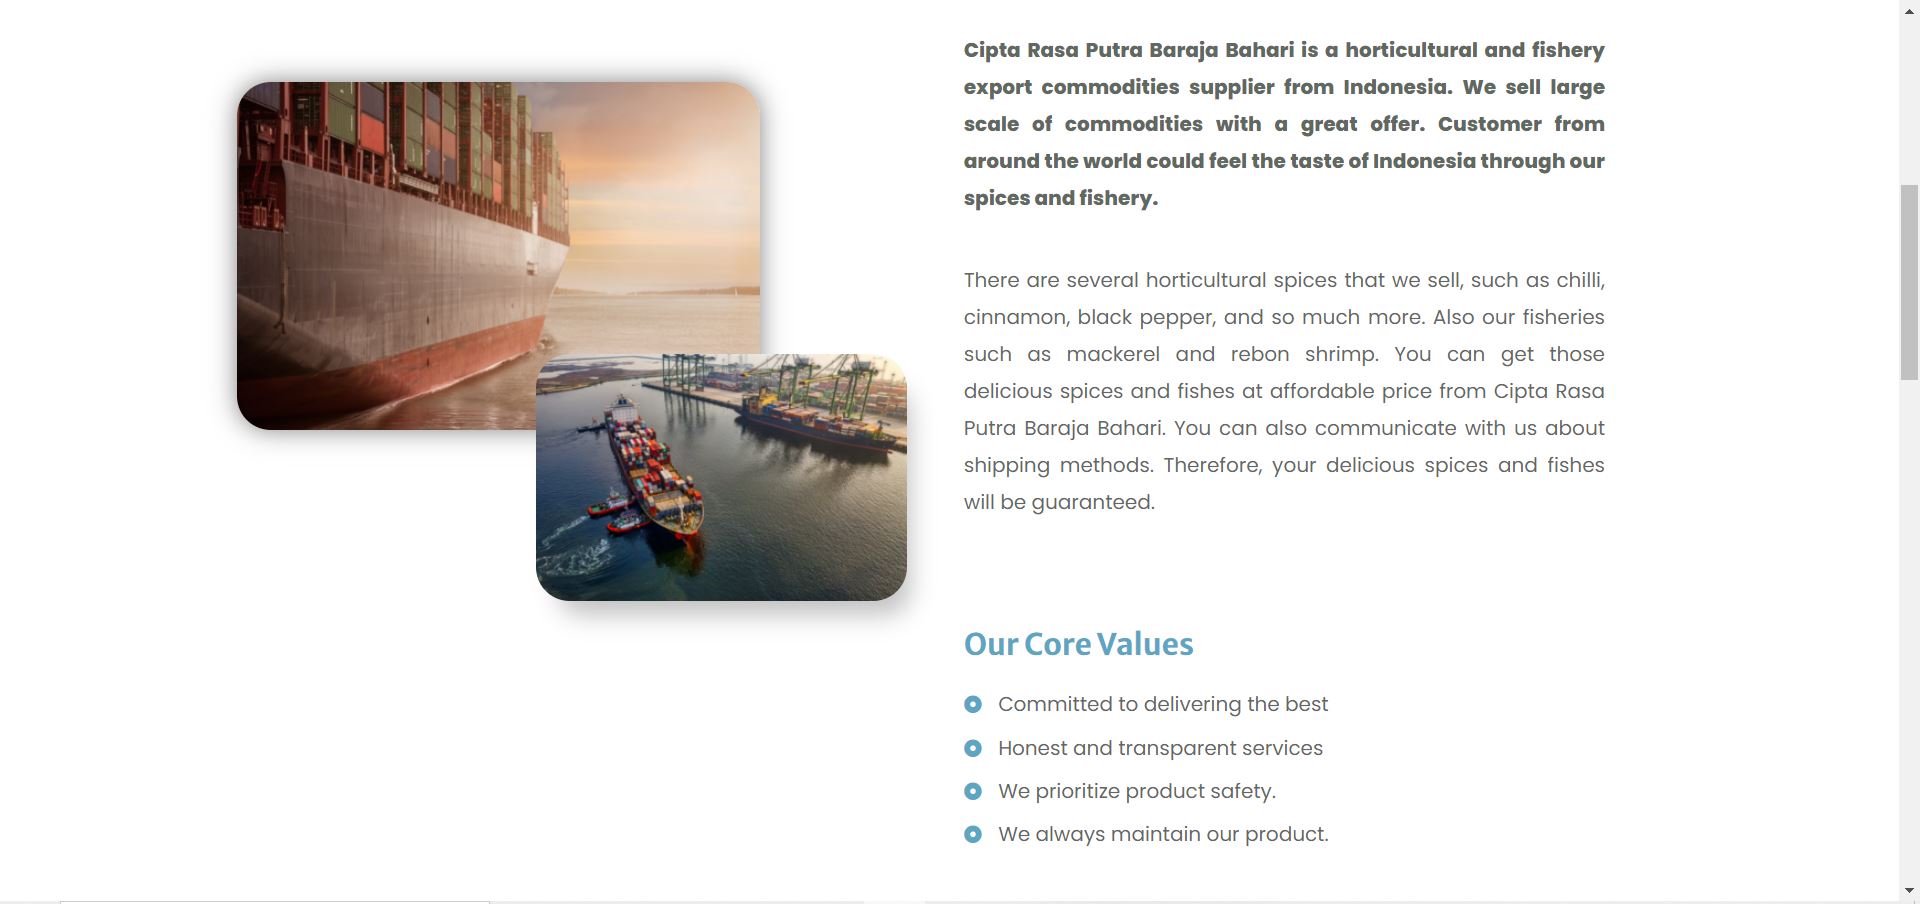 Cipta Rasa Putra Baraja Bahari is a horticultural and fishery
export commodities supplier from Indonesia. We sell large
scale of commodities with a great offer. Customer from
around the world could feel the taste of Indonesia through our
spices and fishery.
There are several horticultural spices that we sell, such as chilli,
cinnamon, black pepper, and so much more. Also our fisheries
such as mackerel and rebon shrimp. You can get those
delicious spices and fishes at affordable price from Cipta Rasa
Putra Baraja Bahari. You can also communicate with us about
shipping methods. Therefore, your delicious spices and fishes
will be guaranteed.
Our Core Values
Committed to delivering the best
Honest and transparent services
We prioritize product safety.
We always maintain our product.